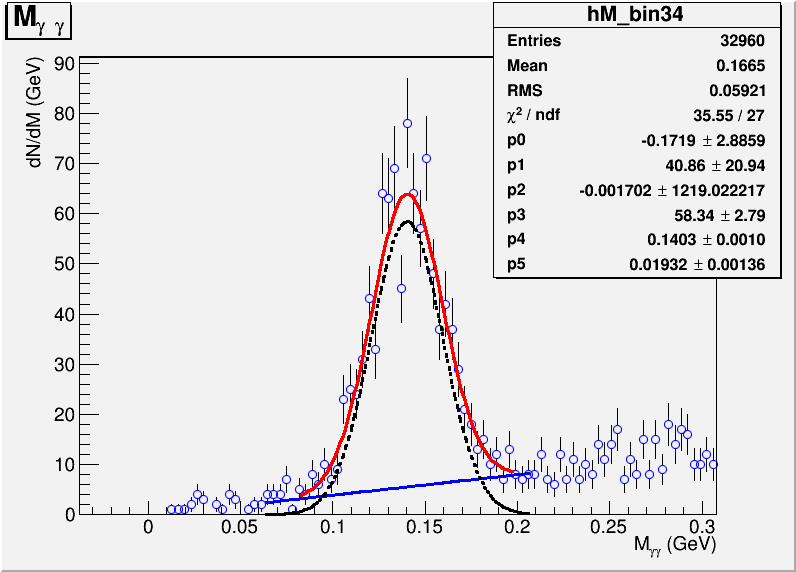 Mγ γ
hM_bin34
Entries 32960
Mean 0.1665
RMS 0.05921
χ² / ndf 35.55 / 27
p0 -0.1719 ± 2.8859
p1 40.86 ± 20.94
p2 -0.001702 ± 1219.022217
p3 58.34 ± 2.79
p4 0.1403 ± 0.0010
p5 0.01932 ± 0.00136
dN/dM (GeV)
90
80
70
60
50
40
30
20
10
0
0 0.05 0.1 0.15 0.2 0.25 0.3
Mγγ (GeV)